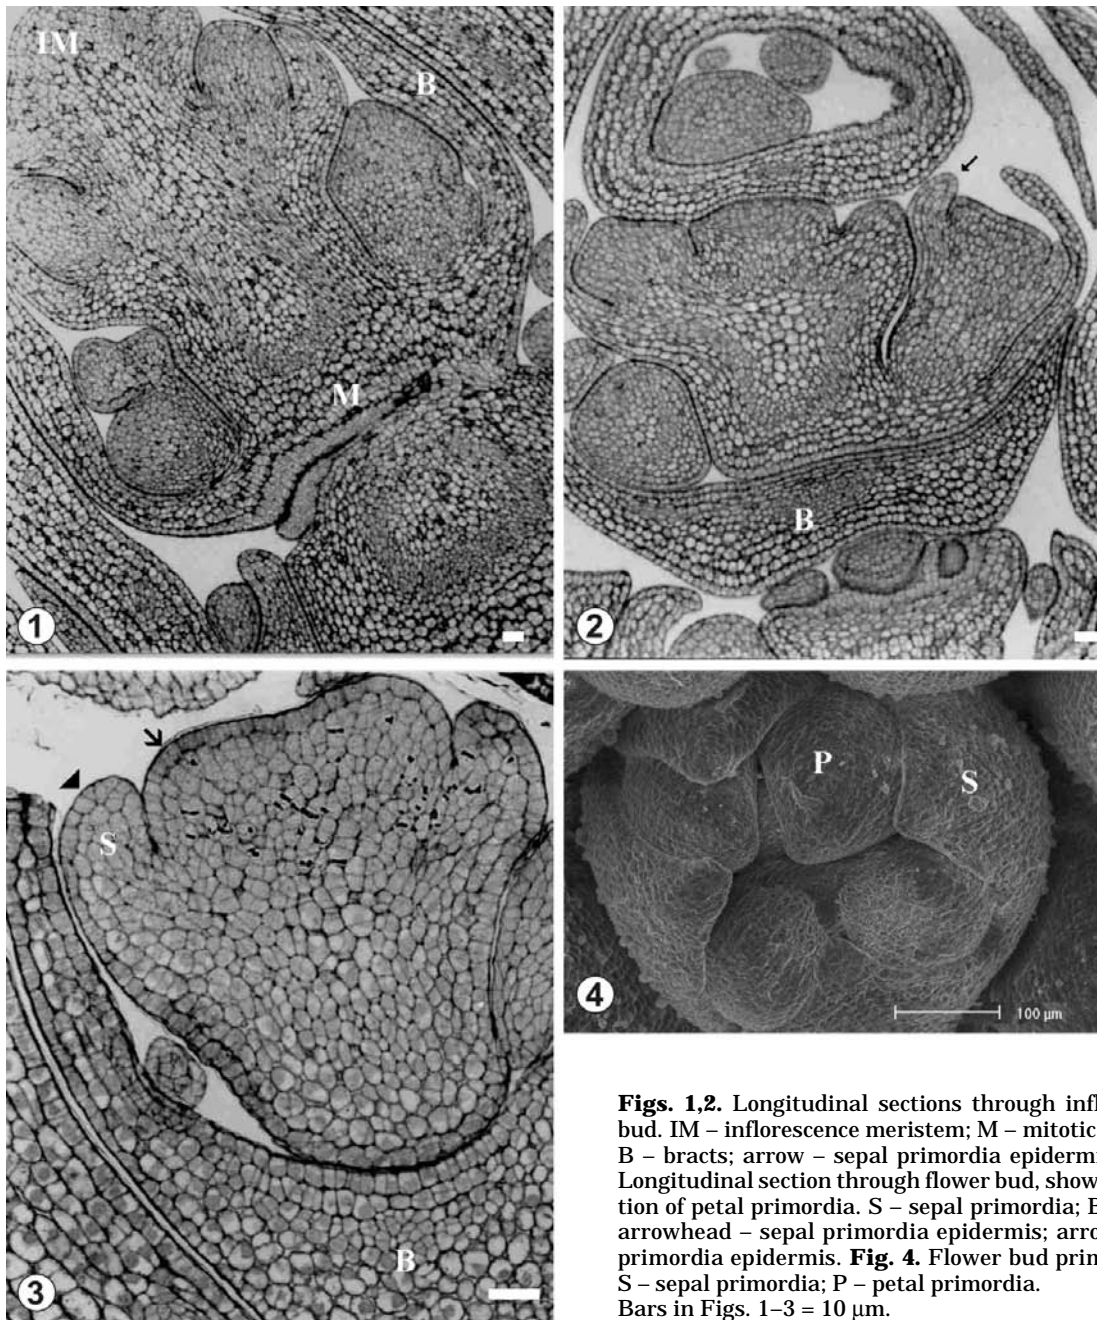 IM
B
M
1
B
2
S
B
3
P
S
4
100 µm
Figs. 1,2. Longitudinal sections through infl
bud. IM – inflorescence meristem; M – mitotic
B – bracts; arrow – sepal primordia epidermi
Longitudinal section through flower bud, show
tion of petal primordia. S – sepal primordia; B
arrowhead – sepal primordia epidermis; arro
primordia epidermis. Fig. 4. Flower bud prim
S – sepal primordia; P – petal primordia.
Bars in Figs. 1–3 = 10 µm.